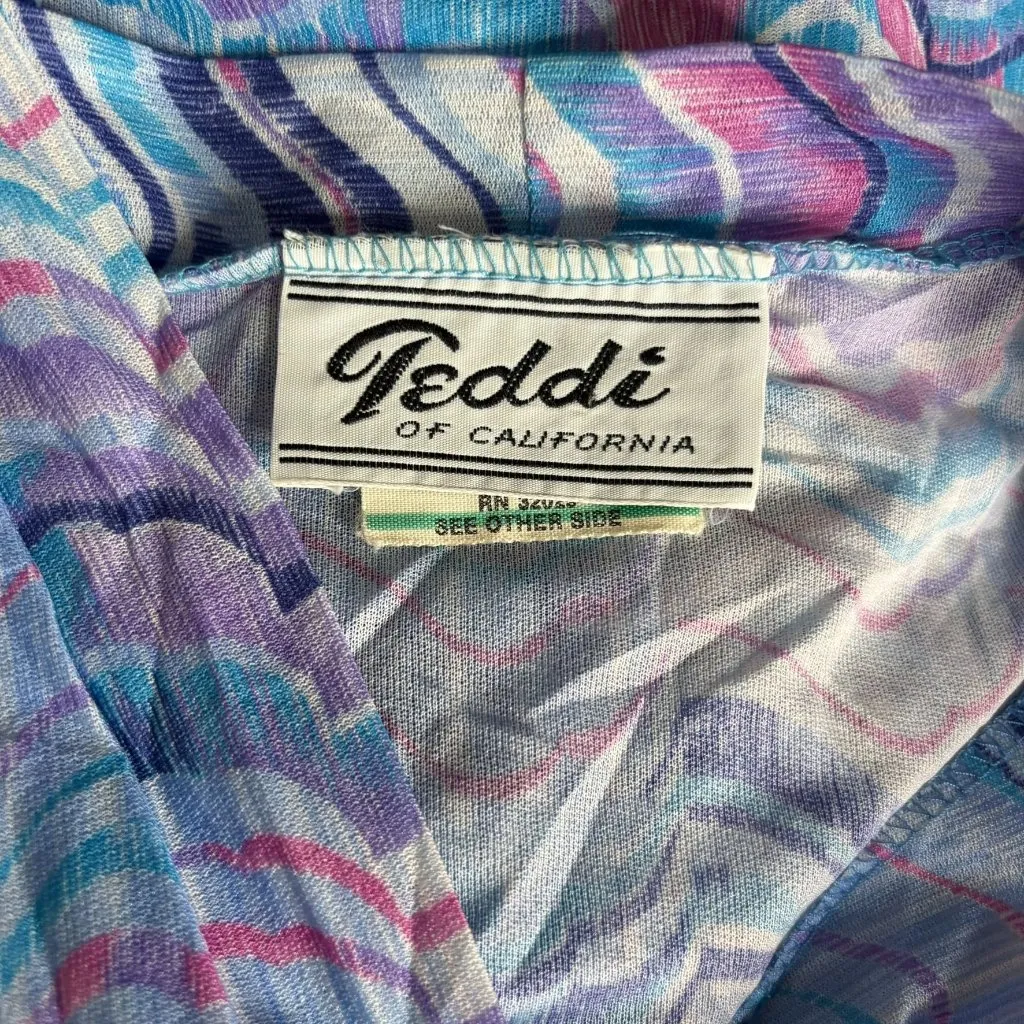 Teddi
OF CALIFORNIA
RN
SEE OTHER SIDE